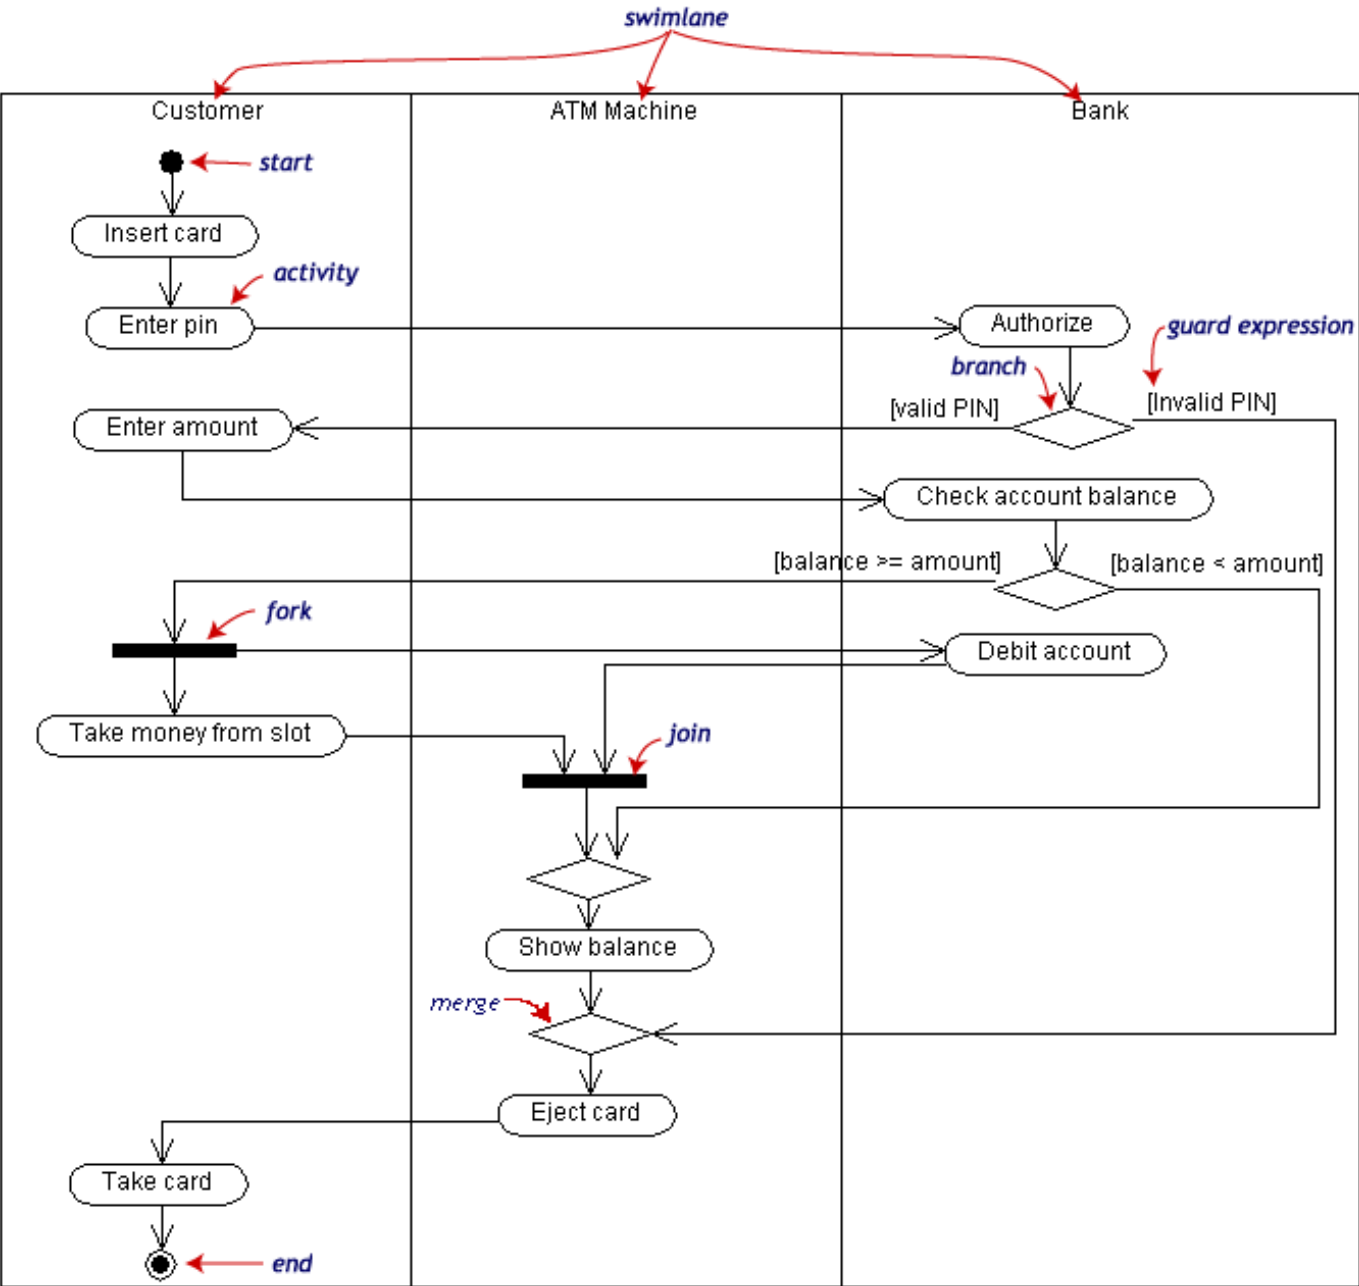 swimlane
Customer
ATM Machine
Bank
start
Insert card
activity
Enter pin
Authorize
guard expression
branch
[valid PIN]
[Invalid PIN]
Enter amount
Check account balance
[balance >= amount]
[balance < amount]
fork
Debit account
Take money from slot
join
Show balance
merge
Eject card
Take card
end